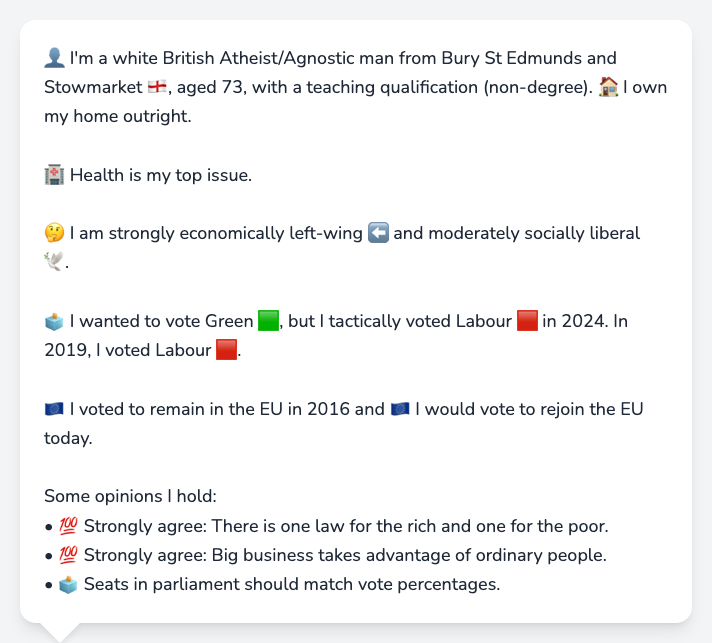 👤 I'm a white British Atheist/Agnostic man from Bury St Edmunds and
Stowmarket 🏴󠁧󠁢󠁥󠁮󠁧󠁿, aged 73, with a teaching qualification (non-degree). 🏠 I own
my home outright.
🏥 Health is my top issue.
🤔 I am strongly economically left-wing ⬅️ and moderately socially liberal
🕊️.
🗳️ I wanted to vote Green 🟩, but I tactically voted Labour 🟥 in 2024. In
2019, I voted Labour 🟥.
🇪🇺 I voted to remain in the EU in 2016 and 🇪🇺 I would vote to rejoin the EU
today.
Some opinions I hold:
• 💯 Strongly agree: There is one law for the rich and one for the poor.
• 💯 Strongly agree: Big business takes advantage of ordinary people.
• 🗳️ Seats in parliament should match vote percentages.